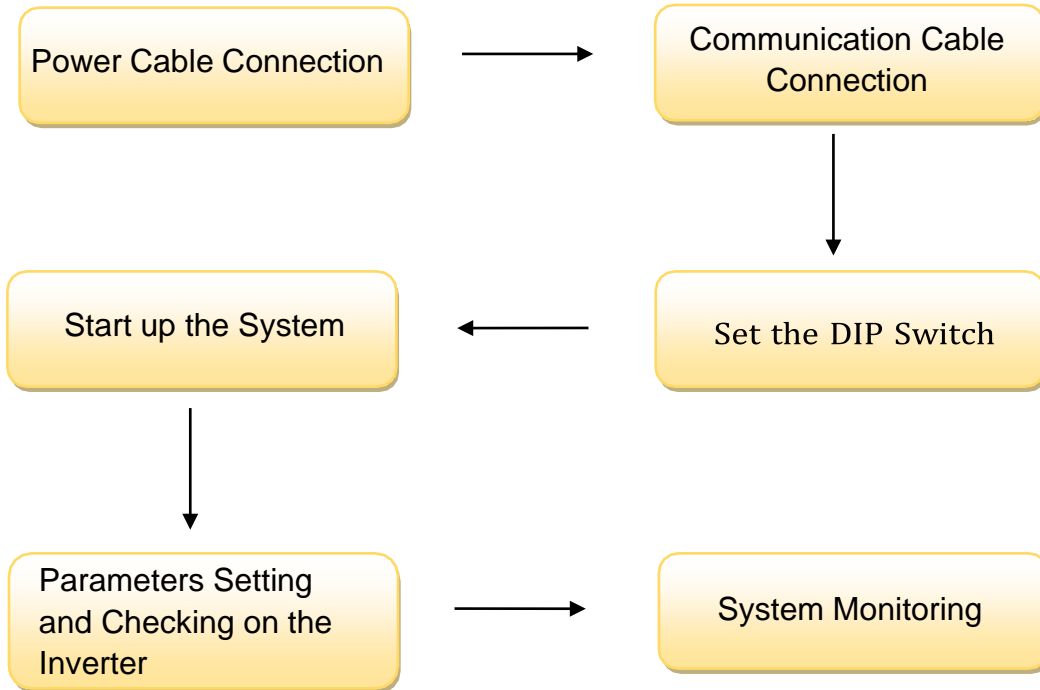 Power Cable Connection
Communication Cable
Connection
Set the DIP Switch
Start up the System
Parameters Setting
and Checking on the
Inverter
System Monitoring